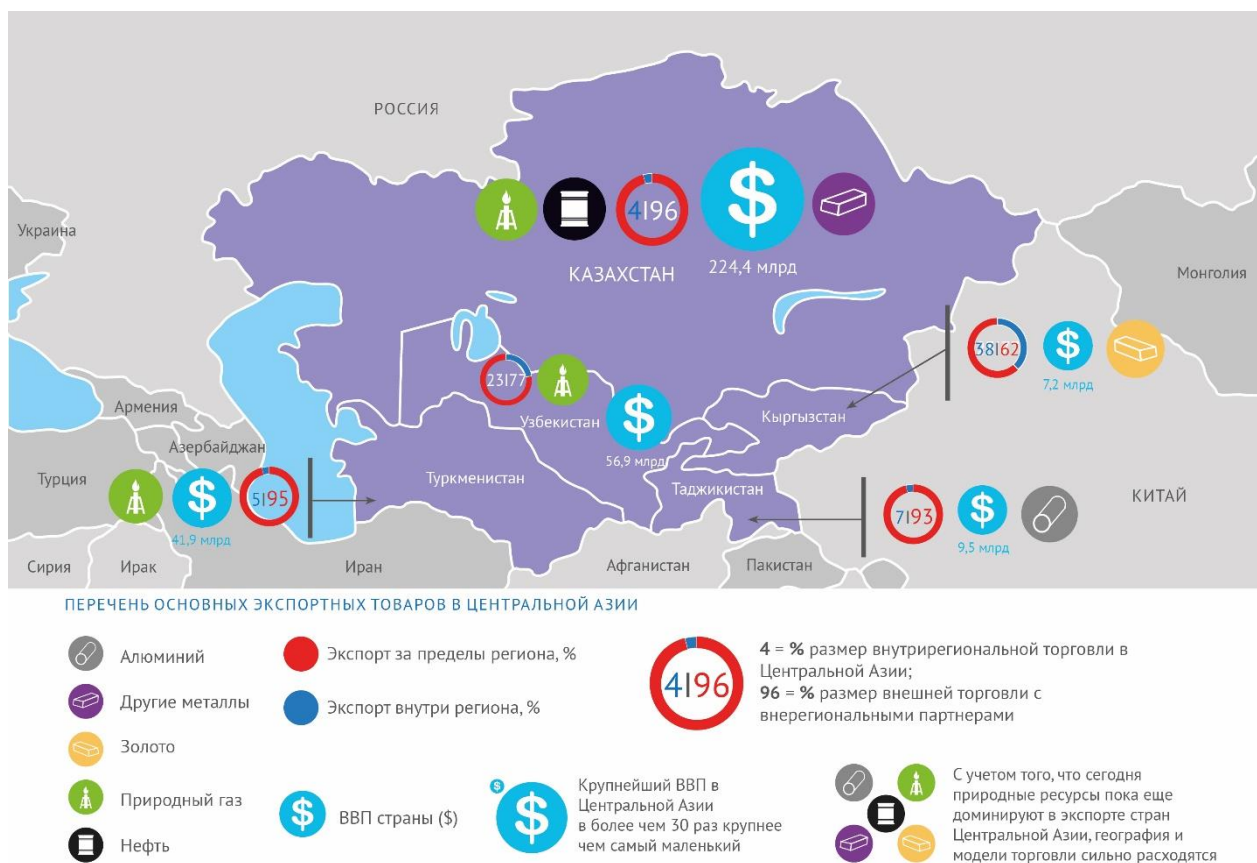 РОССИЯ
Украина
4|96
224,4 млрд
КАЗАХСТАН
Монголия
38|62
7,2 млрд
23|77
Узбекистан
56,9 млрд
Кыргызстан
Армения
Азербайджан
Турция
5|95
41,9 млрд
Туркменистан
Таджикистан
7|93
9,5 млрд
КИТАЙ
Сирия
Ирак
Иран
Афганистан
Пакистан
ПЕРЕЧЕНЬ ОСНОВНЫХ ЭКСПОРТНЫХ ТОВАРОВ В ЦЕНТРАЛЬНОЙ АЗИИ
Алюминий
Другие металлы
Золото
Природный газ
Нефть
Экспорт за пределы региона, %
Экспорт внутри региона, %
ВВП страны ($)
4|96
4 = % размер внутрирегиональной торговли в
Центральной Азии;
96 = % размер внешней торговли с
внерегиональными партнерами
Крупнейший ВВП в
Центральной Азии
в более чем 30 раз крупнее
чем самый маленький
С учетом того, что сегодня
природные ресурсы пока еще
доминируют в экспорте стран
Центральной Азии, география и
модели торговли сильно расходятся